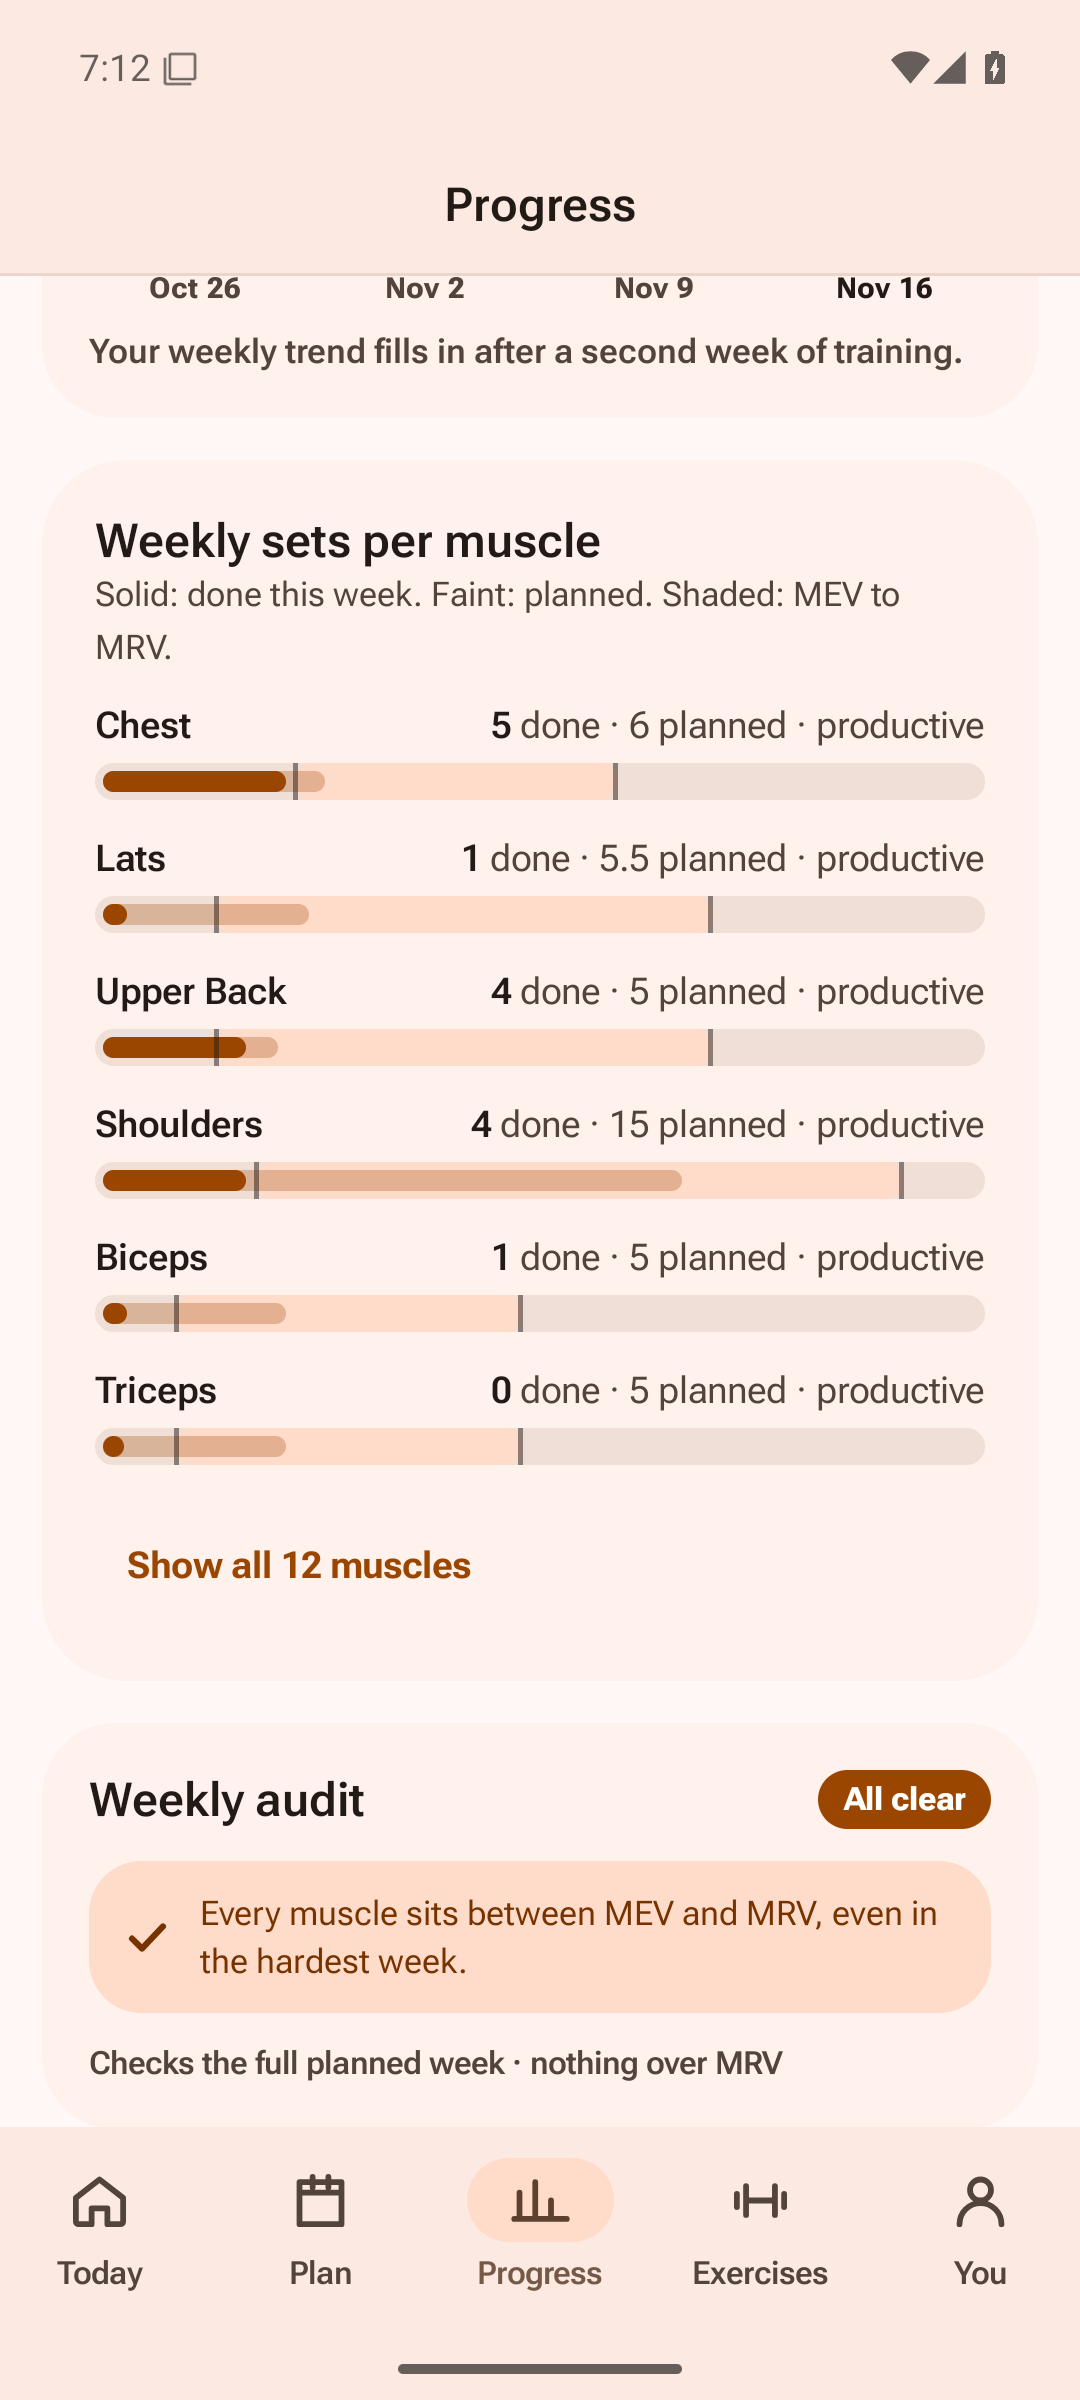 7:12
Progress
Oct 26 Nov 2 Nov 9 Nov 16
Your weekly trend fills in after a second week of training.
Weekly sets per muscle
Solid: done this week. Faint: planned. Shaded: MEV to
MRV.
Chest 5 done · 6 planned · productive
Lats 1 done · 5.5 planned · productive
Upper Back 4 done · 5 planned · productive
Shoulders 4 done · 15 planned · productive
Biceps 1 done · 5 planned · productive
Triceps 0 done · 5 planned · productive
Show all 12 muscles
Weekly audit All clear
Every muscle sits between MEV and MRV, even in
the hardest week.
Checks the full planned week · nothing over MRV
Today Plan Progress Exercises You